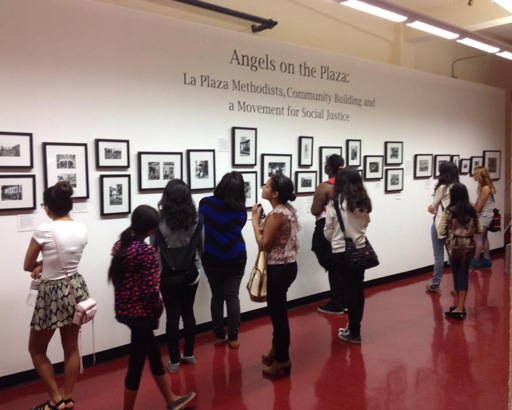 Angels on the Plaza:
La Plaza Methodists, Community Building and
a Movement for Social Justice